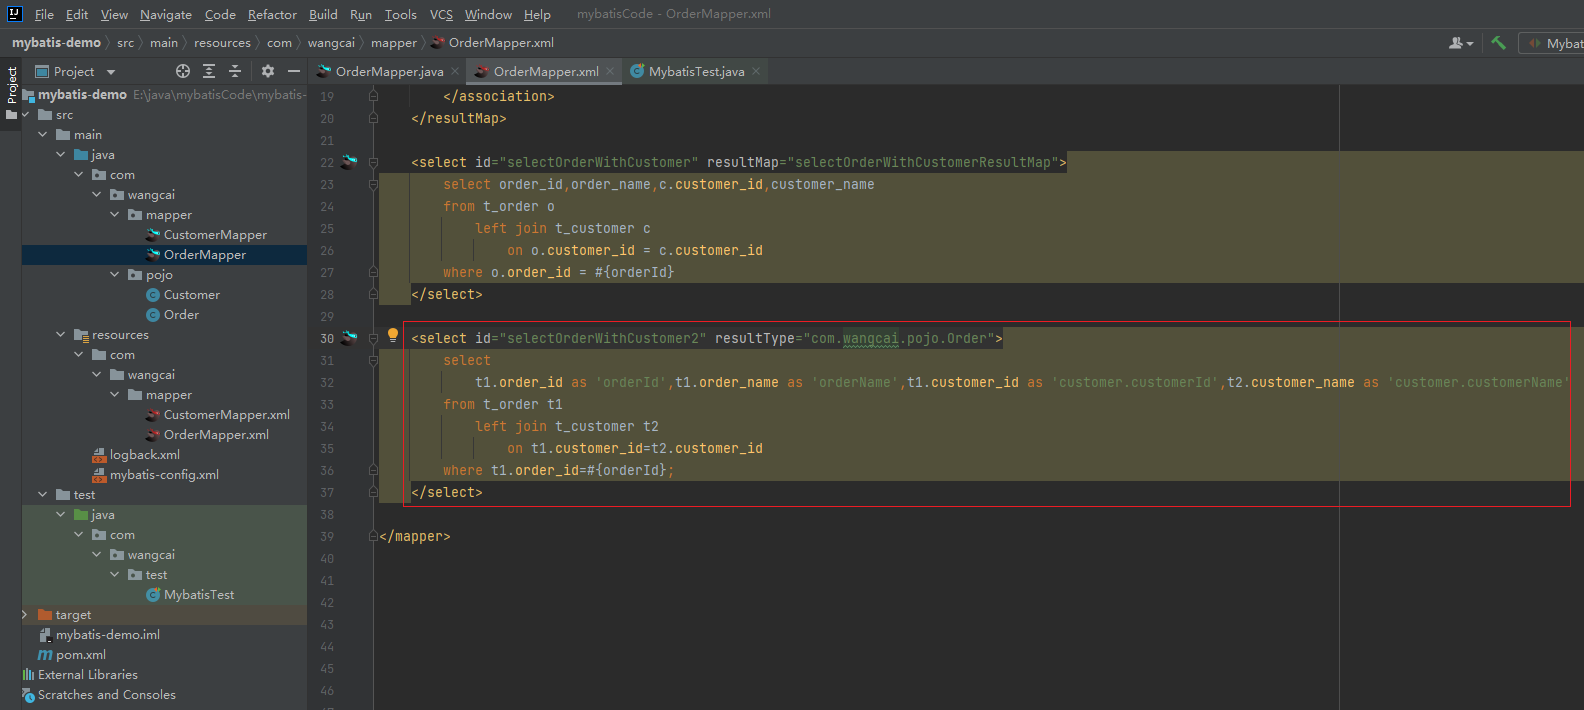 File Edit View Navigate Code Refactor Build Run Tools VCS Window Help mybatisCode - OrderMapper.xml
mybatis-demo src main resources com wangcai mapper OrderMapper.xml Mybat
Project
Project
OrderMapper.java OrderMapper.xml MybatisTest.java
mybatis-demo E:\java\mybatisCode\mybatis-
src
main
java
com
wangcai
mapper
CustomerMapper
OrderMapper
pojo
Customer
Order
resources
com
wangcai
mapper
CustomerMapper.xml
OrderMapper.xml
logback.xml
mybatis-config.xml
test
java
com
wangcai
test
MybatisTest
target
mybatis-demo.iml
pom.xml
External Libraries
Scratches and Consoles
19 </association>
20 </resultMap>
21
22 <select id="selectOrderWithCustomer" resultMap="selectOrderWithCustomerResultMap">
23 select order_id,order_name,c.customer_id,customer_name
24 from t_order o
25 left join t_customer c
26 on o.customer_id = c.customer_id
27 where o.order_id = #{orderId}
28 </select>
29
30 <select id="selectOrderWithCustomer2" resultType="com.wangcai.pojo.Order">
31 select
32 t1.order_id as 'orderId',t1.order_name as 'orderName',t1.customer_id as 'customer.customerId',t2.customer_name as 'customer.customerName'
33 from t_order t1
34 left join t_customer t2
35 on t1.customer_id=t2.customer_id
36 where t1.order_id=#{orderId};
37 </select>
38
39 </mapper>
40
41
42
43
44
45
46